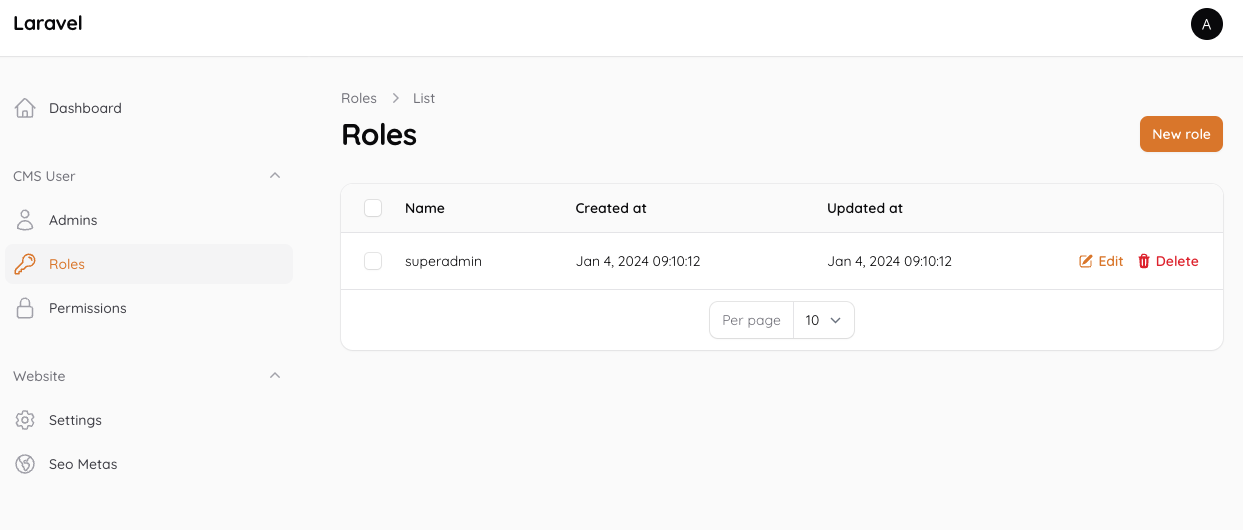 Laravel
A
Dashboard
CMS User
Admins
Roles
Permissions
Website
Settings
Seo Metas
Roles > List
Roles
New role
Name Created at Updated at
superadmin Jan 4, 2024 09:10:12 Jan 4, 2024 09:10:12 Edit Delete
Per page 10